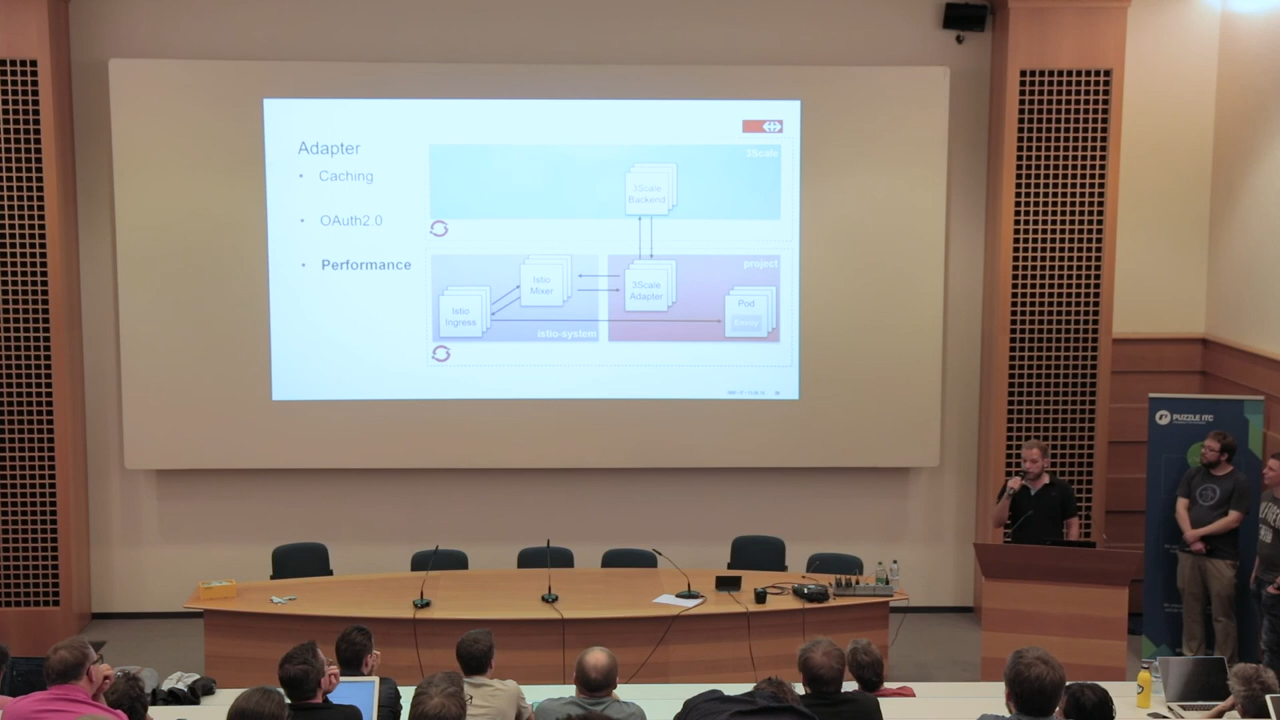 Adapter
• Caching
• OAuth2.0
• Performance
3Scale
3Scale
Backend
project
Istio
Mixer
3Scale
Adapter
Istio
Ingress
Pod
Envoy
istio-system
PUZZLE ITC